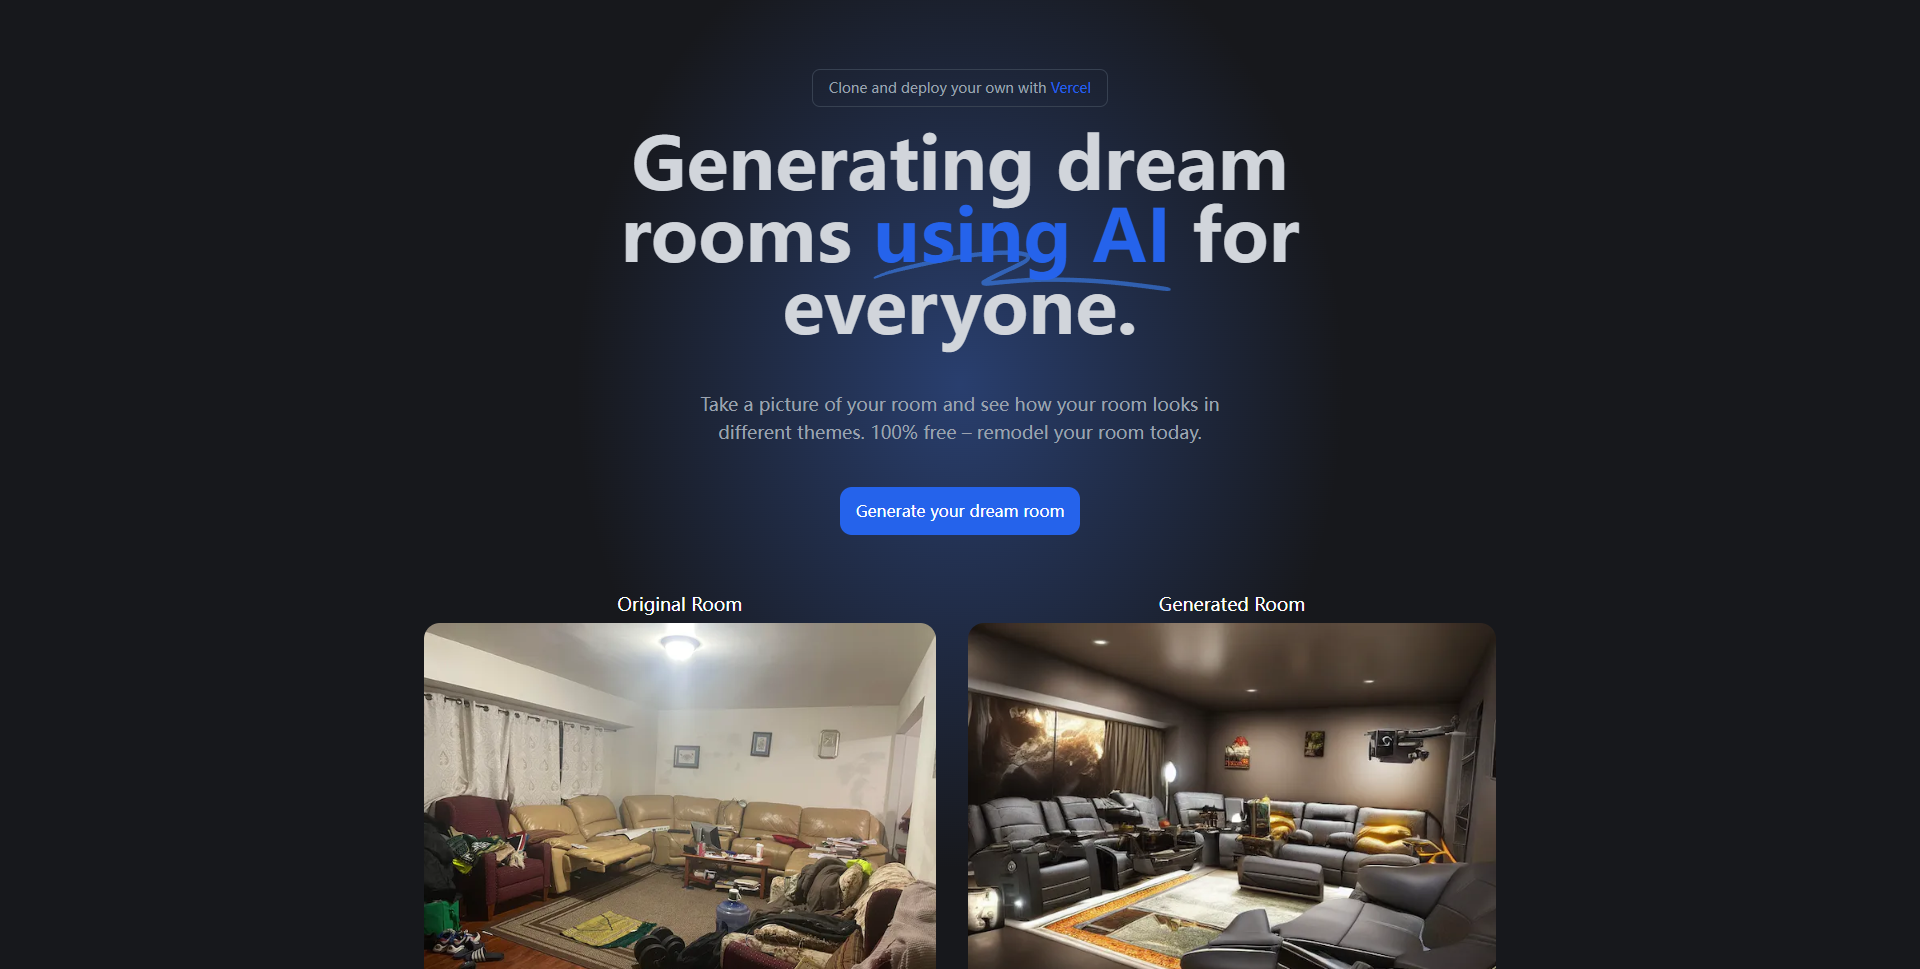 Clone and deploy your own with Vercel
Generating dream
rooms using AI for
everyone.
Take a picture of your room and see how your room looks in
different themes. 100% free – remodel your room today.
Generate your dream room
Original Room
Generated Room